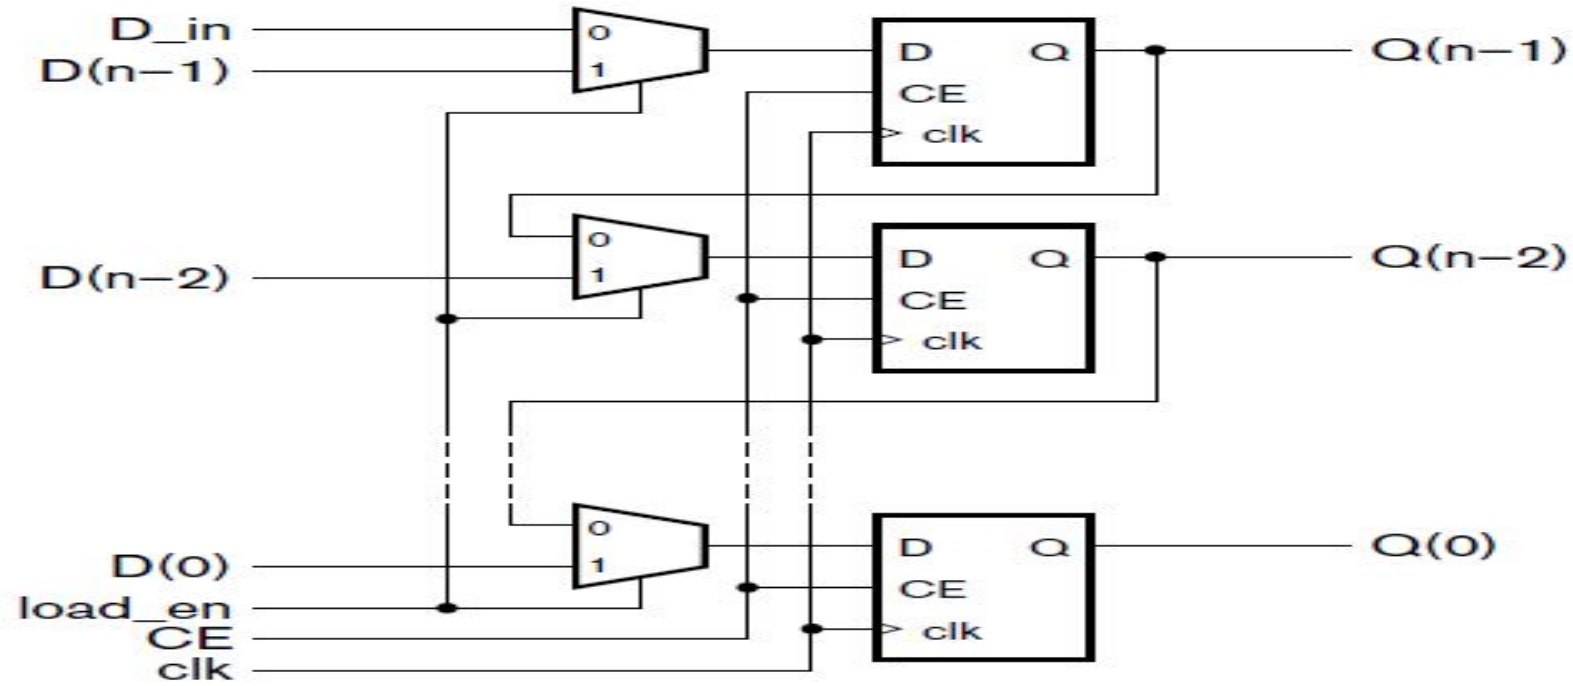 D_in
D(n−1)
0
1
D Q
CE
clk
Q(n−1)
D(n−2)
0
1
D Q
CE
clk
Q(n−2)
D(0)
load_en
CE
clk
0
1
D Q
CE
clk
Q(0)